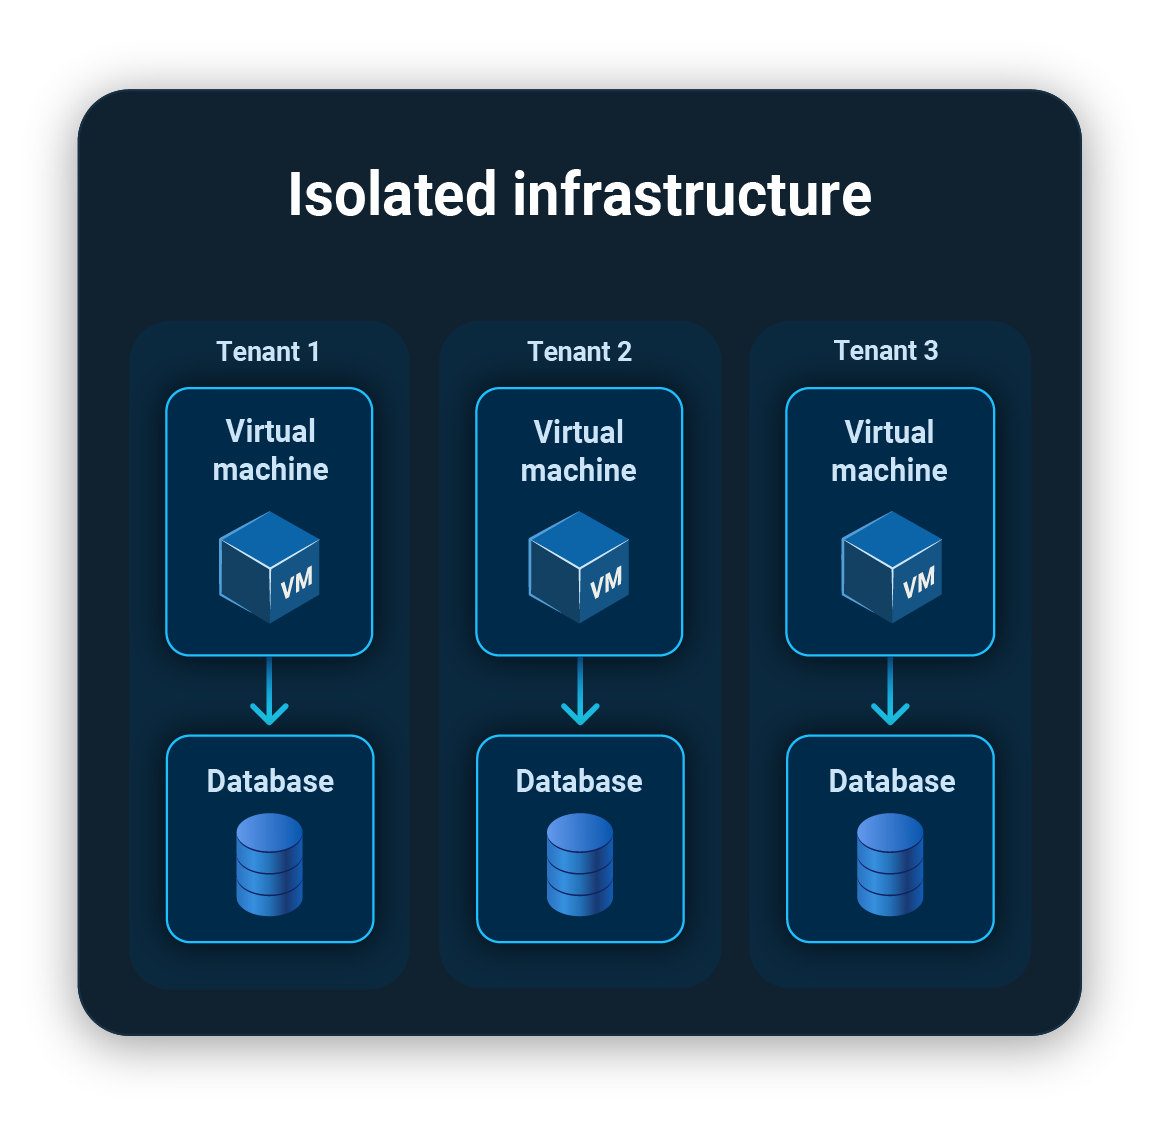 Isolated infrastructure
Tenant 1
Virtual
machine
VM
Database
Tenant 2
Virtual
machine
VM
Database
Tenant 3
Virtual
machine
VM
Database